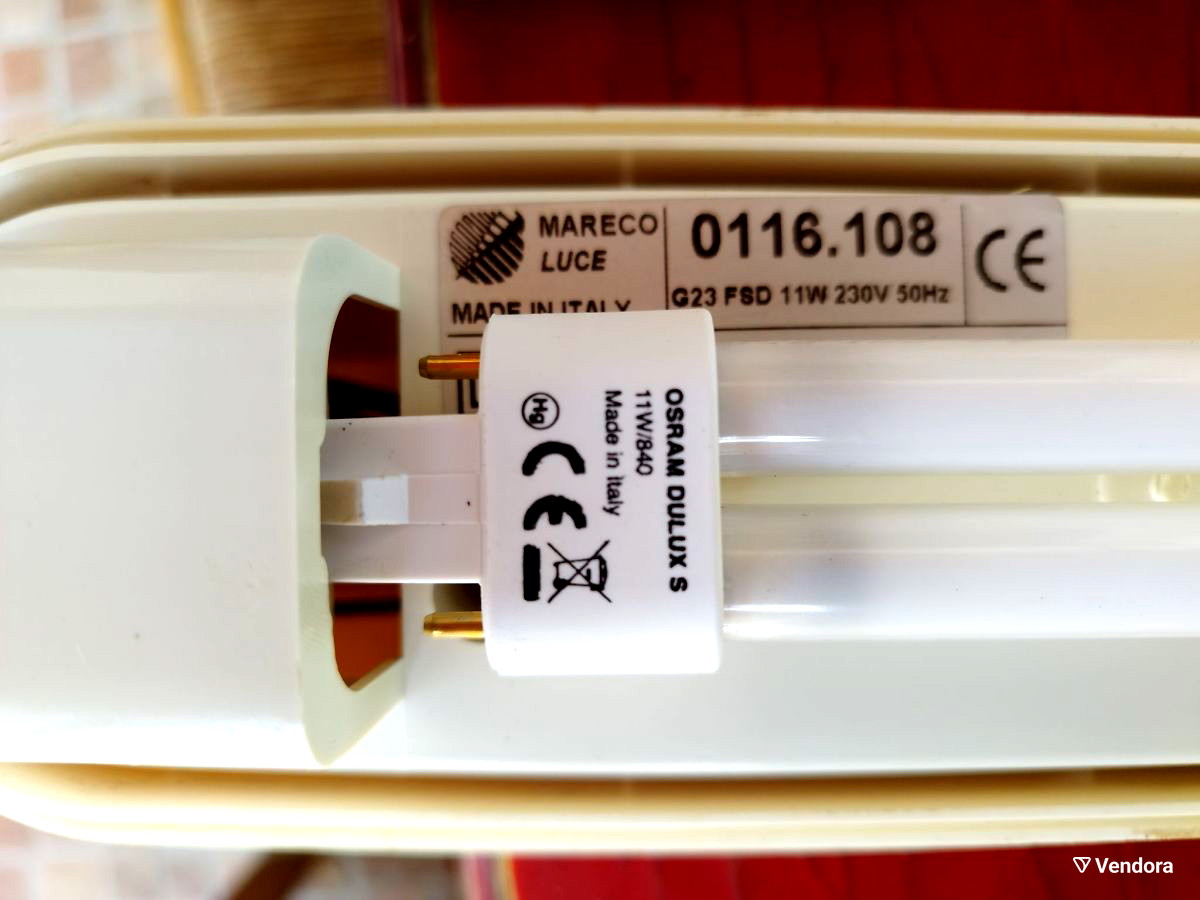 MARECO
LUCE
MADE IN ITALY
0116.108
G23 FSD 11W 230V 50Hz
CE
OSRAM DULUX S
11W/840
Made in Italy
Hg
CE
Vendora